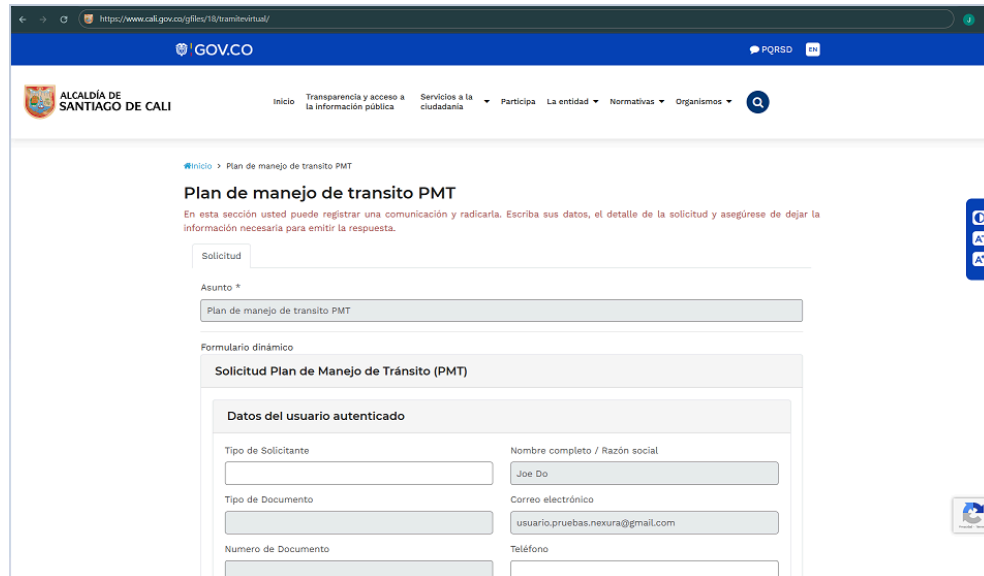 https://www.cali.gov.co/gfiles/18/tramitevirtual/
J
GOV.CO
PQRSD
EN
ALCALDÍA DE
SANTIAGO DE CALI
Inicio
Transparencia y acceso a
la información pública
Servicios a la
ciudadanía
Participa
La entidad
Normativas
Organismos
Inicio > Plan de manejo de transito PMT
Plan de manejo de transito PMT
En esta sección usted puede registrar una comunicación y radicarla. Escriba sus datos, el detalle de la solicitud y asegúrese de dejar la
información necesaria para emitir la respuesta.
Solicitud
Asunto *
Plan de manejo de transito PMT
Formulario dinámico
Solicitud Plan de Manejo de Tránsito (PMT)
Datos del usuario autenticado
Tipo de Solicitante
Nombre completo / Razón social
Joe Do
Tipo de Documento
Correo electrónico
usuario.pruebas.nexura@gmail.com
Numero de Documento
Teléfono